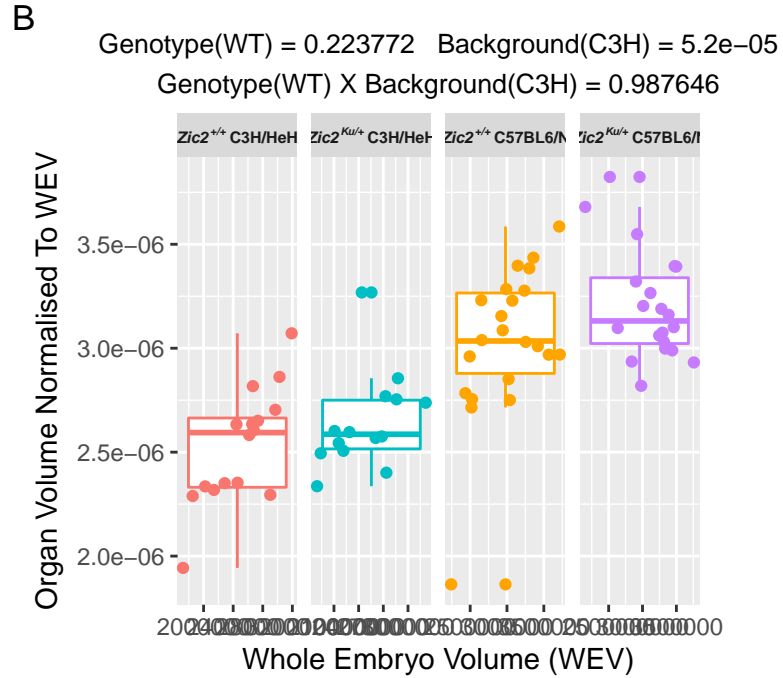 B
Genotype(WT) = 0.223772 Background(C3H) = 5.2e−05
Genotype(WT) X Background(C3H) = 0.987646
Zic2+/+ C3H/HeH
Zic2Ku/+ C3H/HeH
Zic2+/+ C57BL6/N
Zic2Ku/+ C57BL6/N
Organ Volume Normalised To WEV
3.5e−06
3.0e−06
2.5e−06
2.0e−06
Whole Embryo Volume (WEV)